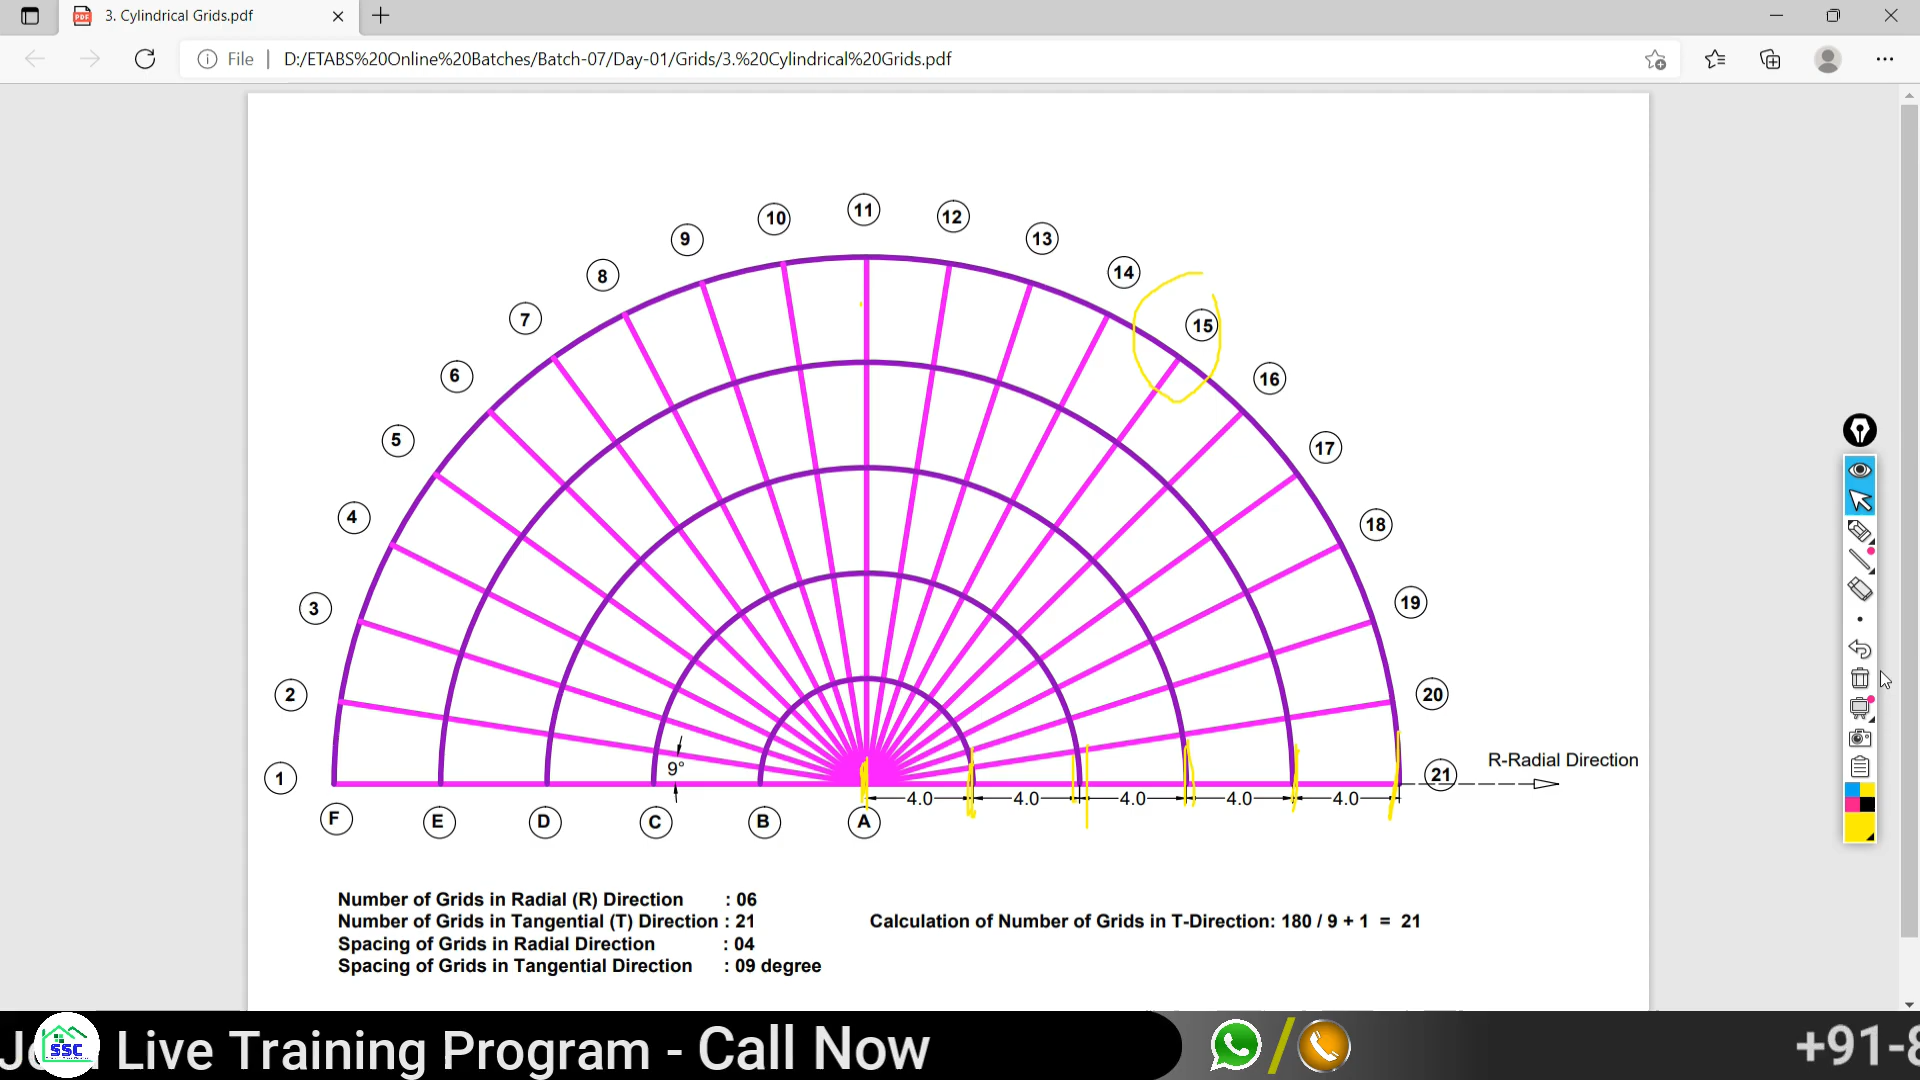 3. Cylindrical Grids.pdf
File
D:/ETABS%20Online%20Batches/Batch-07/Day-01/Grids/3.%20Cylindrical%20Grids.pdf
11
10
12
9
13
8
14
7
15
6
16
5
17
4
18
3
19
2
20
R-Radial Direction
1
9°
21
4.0 4.0 4.0 4.0 4.0
F E D C B A
Number of Grids in Radial (R) Direction : 06
Number of Grids in Tangential (T) Direction : 21
Calculation of Number of Grids in T-Direction: 180 / 9 + 1 = 21
Spacing of Grids in Radial Direction : 04
Spacing of Grids in Tangential Direction : 09 degree
SSC
Live Training Program - Call Now
+91-8